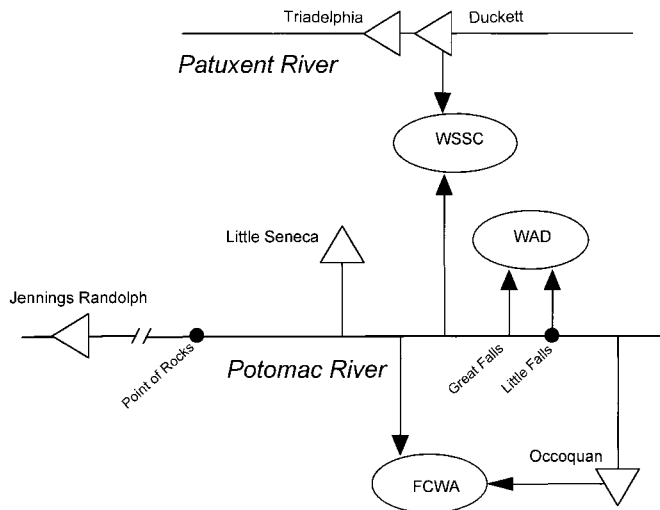 Triadelphia
Duckett
Patuxent River
WSSC
Little Seneca
WAD
Jennings Randolph
Point of Rocks
Potomac River
Great Falls
Little Falls
Occoquan
FCWA